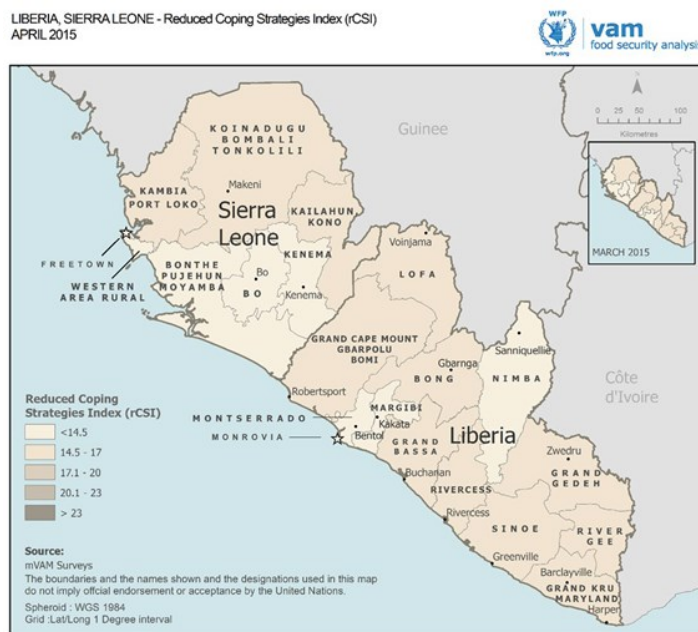 LIBERIA, SIERRA LEONE - Reduced Coping Strategies Index (rCSI)
APRIL 2015
WFP
wfp.org
vam
food security analysis
Guinee
0 25 50 100
Kilometres
MARCH 2015
KOINADUGU
BOMBALI
TONKOLILI
Makeni
KAMBIA
PORT LOKO
Sierra
Leone
KAILAHUN
KONO
FREETOWN
WESTERN
AREA RURAL
BONTHE
PUJEHUN
MOYAMBA
Bo
BO
KENEMA
Kenema
Voinjama
LOFA
GRAND CAPE MOUNT
GBARPOLU
BOMI
Sanniquellie
Gbarnga
BONG
NIMBA
Côte
d'Ivoire
Robertsport
MONTSERRADO
MARGIBI
Kakata
MONROVIA
Bentol
GRAND
BASSA
Liberia
Buchanan
RIVERCESS
Rivercess
Zwedru
GRAND
GEDEH
SINOE
RIVER
GEE
Greenville
Barclayville
GRAND KRU
MARYLAND
Harper
Reduced Coping
Strategies Index (rCSI)
<14.5
14.5 - 17
17.1 - 20
20.1 - 23
> 23
Source:
mVAM Surveys
The boundaries and the names shown and the designations used in this map
do not imply offcial endorsement or acceptance by the United Nations.
Spheroid : WGS 1984
Grid :Lat/Long 1 Degree interval